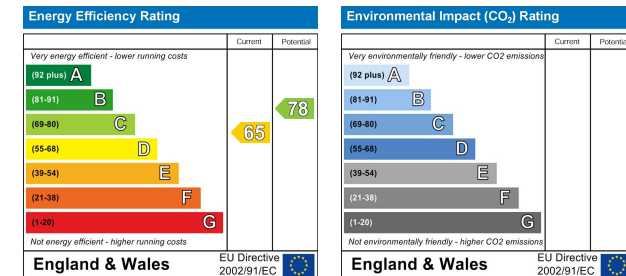 Energy Efficiency Rating
Current Potential
Very energy efficient - lower running costs
(92 plus) A
(81-91) B
(69-80) C
(55-68) D
(39-54) E
(21-38) F
(1-20) G
65
78
Not energy efficient - higher running costs
England & Wales
EU Directive
2002/91/EC
Environmental Impact (CO₂) Rating
Current Potential
Very environmentally friendly - lower CO2 emissions
(92 plus) A
(81-91) B
(69-80) C
(55-68) D
(39-54) E
(21-38) F
(1-20) G
Not environmentally friendly - higher CO2 emissions
England & Wales
EU Directive
2002/91/EC